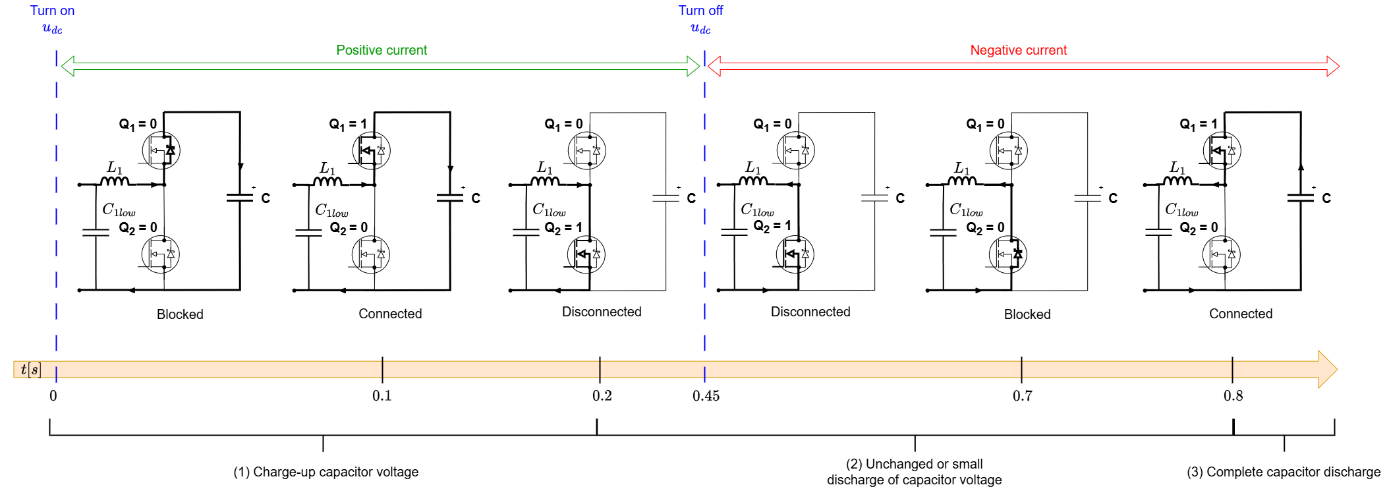 Turn on
u_dc
Turn off
u_dc
Positive current
Negative current
Q1 = 0
L1
C1low
Q2 = 0
+
C
Blocked
Q1 = 1
L1
C1low
Q2 = 0
+
C
Connected
Q1 = 0
L1
C1low
Q2 = 1
+
C
Disconnected
Q1 = 0
L1
C1low
Q2 = 1
+
C
Disconnected
Q1 = 0
L1
C1low
Q2 = 0
+
C
Blocked
Q1 = 1
L1
C1low
Q2 = 0
+
C
Connected
t[s]
0
0.1
0.2
0.45
0.7
0.8
(1) Charge-up capacitor voltage
(2) Unchanged or small
discharge of capacitor voltage
(3) Complete capacitor discharge